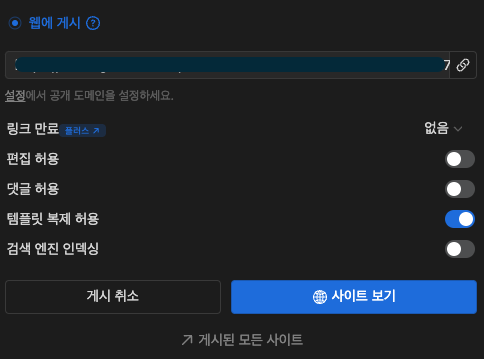 웹에 게시 ?
7
설정에서 공개 도메인을 설정하세요.
링크 만료 플러스 ↗ 없음
편집 허용
댓글 허용
템플릿 복제 허용
검색 엔진 인덱싱
게시 취소 사이트 보기
↗ 게시된 모든 사이트